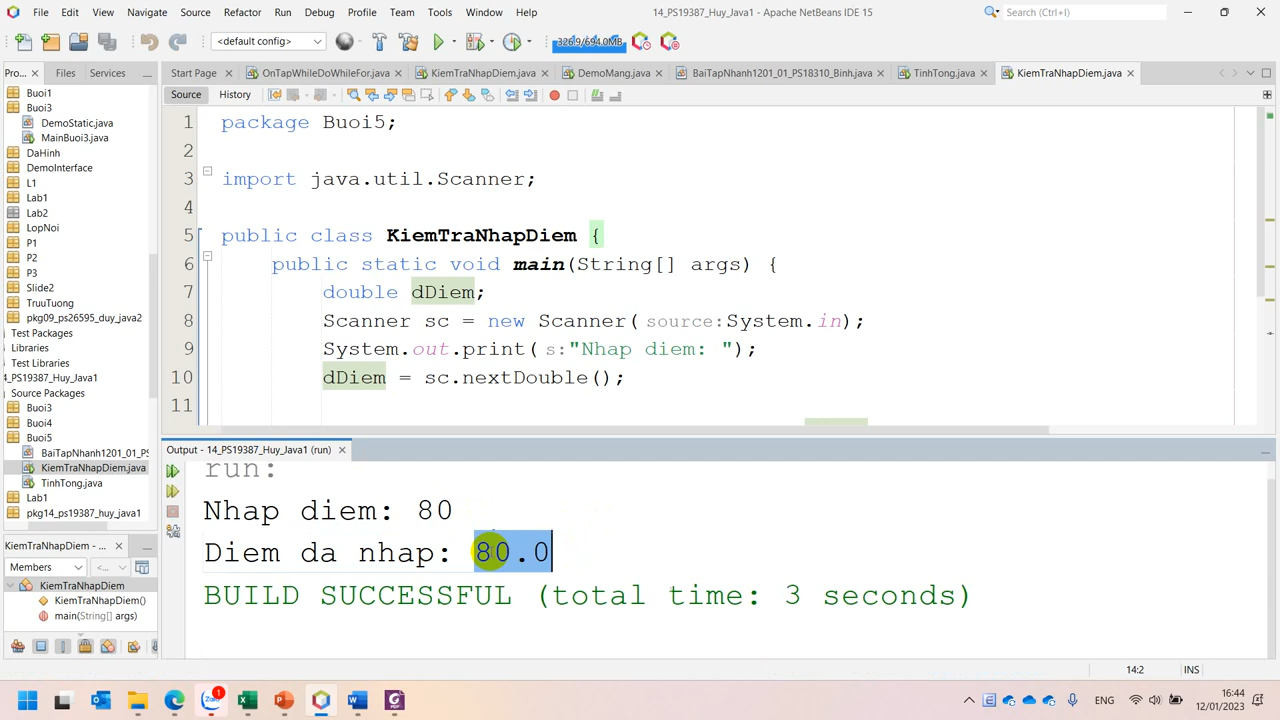 File Edit View Navigate Source Refactor Run Debug Profile Team Tools Window Help
14_PS19387_Huy_Java1 - Apache NetBeans IDE 15
Search (Ctrl+I)
<default config>
326.9/694.0MB
Pro...
Files
Services
Start Page
OnTapWhileDoWhileFor.java
KiemTraNhapDiem.java
DemoMang.java
BaiTapNhanh1201_01_PS18310_Binh.java
TinhTong.java
KiemTraNhapDiem.java
Source
History
Buoi1
Buoi3
DemoStatic.java
MainBuoi3.java
DaHinh
DemoInterface
L1
Lab1
Lab2
LopNoi
P1
P2
P3
Slide2
TruuTuong
pkg09_ps26595_duy_java2
Test Packages
Libraries
Test Libraries
4_PS19387_Huy_Java1
Source Packages
Buoi3
Buoi4
Buoi5
BaiTapNhanh1201_01_PS
KiemTraNhapDiem.java
TinhTong.java
Lab1
pkg14_ps19387_huy_java1
1 package Buoi5;
2
3 import java.util.Scanner;
4
5 public class KiemTraNhapDiem {
6 public static void main(String[] args) {
7 double dDiem;
8 Scanner sc = new Scanner( source:System.in);
9 System.out.print( s:"Nhap diem: ");
10 dDiem = sc.nextDouble();
11
Output - 14_PS19387_Huy_Java1 (run)
run:
Nhap diem: 80
Diem da nhap: 80.0
BUILD SUCCESSFUL (total time: 3 seconds)
KiemTraNhapDiem - ...
Members
<...
KiemTraNhapDiem
KiemTraNhapDiem()
main(String[] args)
14:2
INS
1
ENG
16:44
12/01/2023